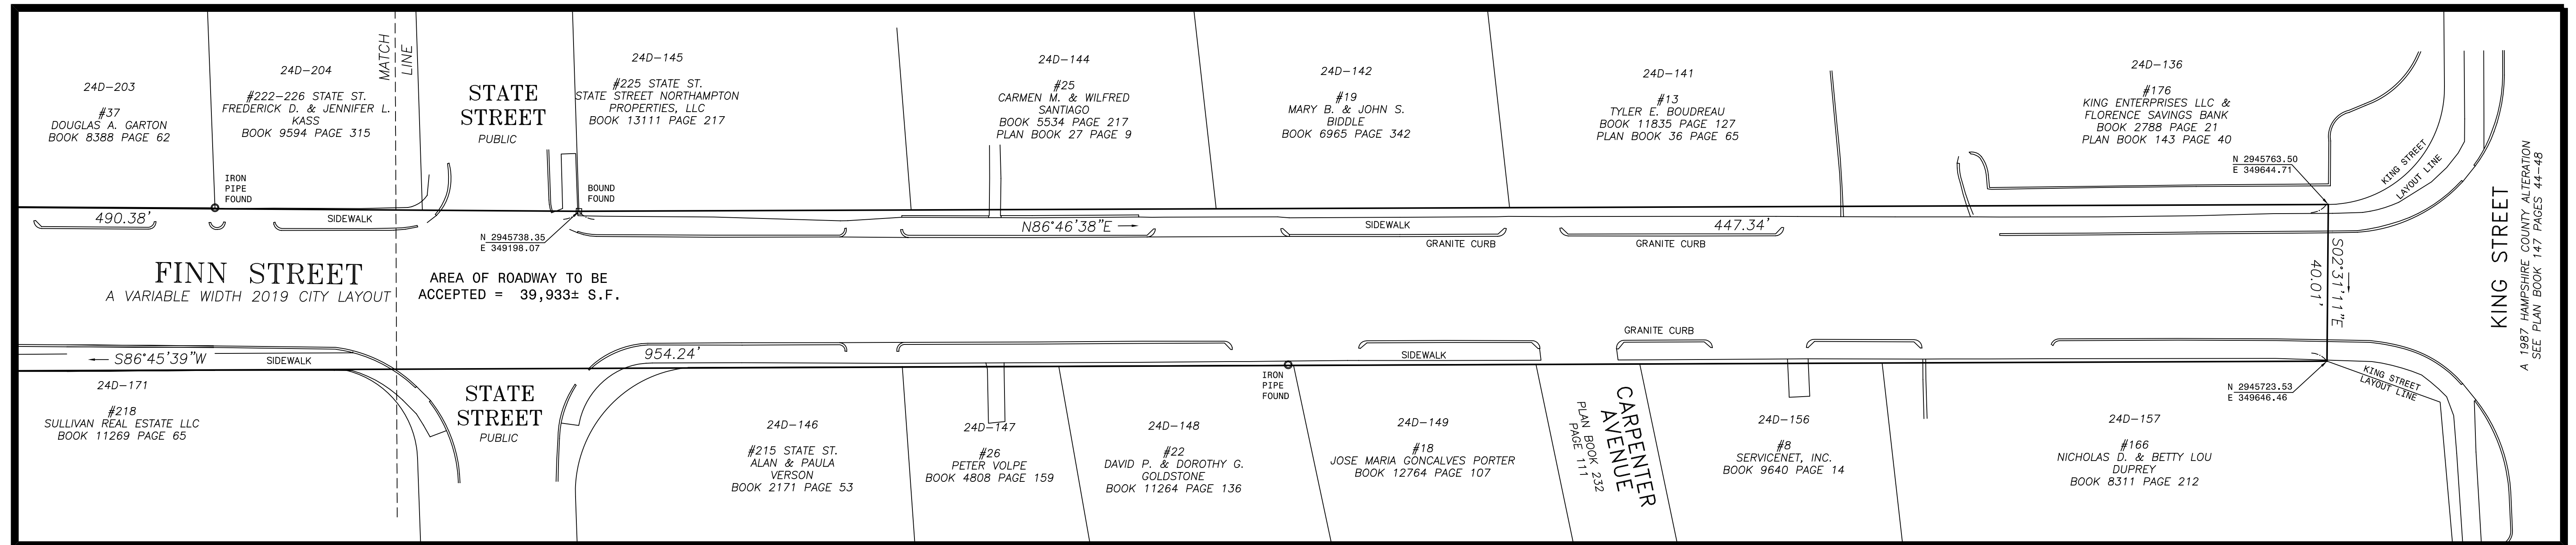 24D-203
#37
DOUGLAS A. GARTON
BOOK 8388 PAGE 62
24D-204
#222-226 STATE ST.
FREDERICK D. & JENNIFER L.
KASS
BOOK 9594 PAGE 315
MATCH
LINE
STATE
STREET
PUBLIC
24D-145
#225 STATE ST.
STATE STREET NORTHAMPTON
PROPERTIES, LLC
BOOK 13111 PAGE 217
24D-144
#25
CARMEN M. & WILFRED
SANTIAGO
BOOK 5534 PAGE 217
PLAN BOOK 27 PAGE 9
24D-142
#19
MARY B. & JOHN S.
BIDDLE
BOOK 6965 PAGE 342
24D-141
#13
TYLER E. BOUDREAU
BOOK 11835 PAGE 127
PLAN BOOK 36 PAGE 65
24D-136
#176
KING ENTERPRISES LLC &
FLORENCE SAVINGS BANK
BOOK 2788 PAGE 21
PLAN BOOK 143 PAGE 40
N 2945763.50
E 349644.71
KING STREET
LAYOUT LINE
IRON
PIPE
FOUND
BOUND
FOUND
490.38'
SIDEWALK
N 2945738.35
E 349198.07
N86°46'38"E
SIDEWALK
GRANITE CURB
GRANITE CURB
447.34'
FINN STREET
A VARIABLE WIDTH 2019 CITY LAYOUT
AREA OF ROADWAY TO BE
ACCEPTED = 39,933± S.F.
S02°31'11"E
40.01'
KING STREET
A 1987 HAMPSHIRE COUNTY ALTERATION
SEE PLAN BOOK 147 PAGES 44-48
S86°45'39"W
SIDEWALK
954.24'
SIDEWALK
GRANITE CURB
IRON
PIPE
FOUND
N 2945723.53
E 349646.46
KING STREET
LAYOUT LINE
24D-171
#218
SULLIVAN REAL ESTATE LLC
BOOK 11269 PAGE 65
STATE
STREET
PUBLIC
24D-146
#215 STATE ST.
ALAN & PAULA
VERSON
BOOK 2171 PAGE 53
24D-147
#26
PETER VOLPE
BOOK 4808 PAGE 159
24D-148
#22
DAVID P. & DOROTHY G.
GOLDSTONE
BOOK 11264 PAGE 136
24D-149
#18
JOSE MARIA GONCALVES PORTER
BOOK 12764 PAGE 107
CARPENTER
AVENUE
PLAN BOOK 232
PAGE 111
24D-156
#8
SERVICENET, INC.
BOOK 9640 PAGE 14
24D-157
#166
NICHOLAS D. & BETTY LOU
DUPREY
BOOK 8311 PAGE 212